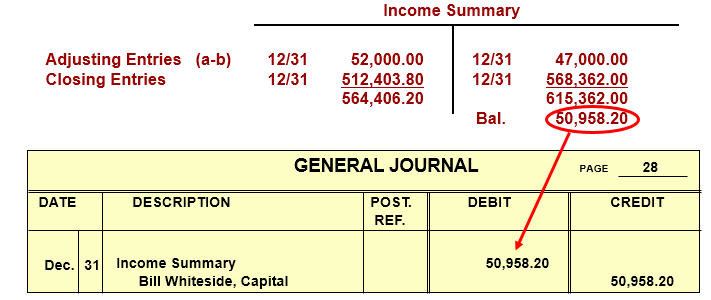 Income Summary
Adjusting Entries (a-b) 12/31 52,000.00 12/31 47,000.00
Closing Entries 12/31 512,403.80 12/31 568,362.00
564,406.20 615,362.00
Bal. 50,958.20
GENERAL JOURNAL PAGE 28
DATE DESCRIPTION POST. DEBIT CREDIT
REF.
Dec. 31 Income Summary 50,958.20
Bill Whiteside, Capital 50,958.20